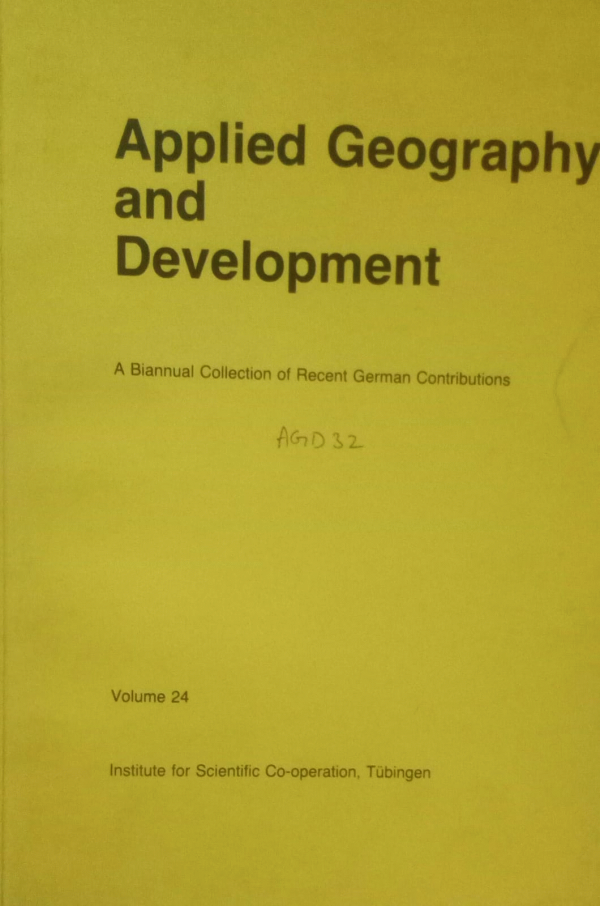 Applied Geography
and
Development
A Biannual Collection of Recent German Contributions
AGD 32
Volume 24
Institute for Scientific Co-operation, Tübingen